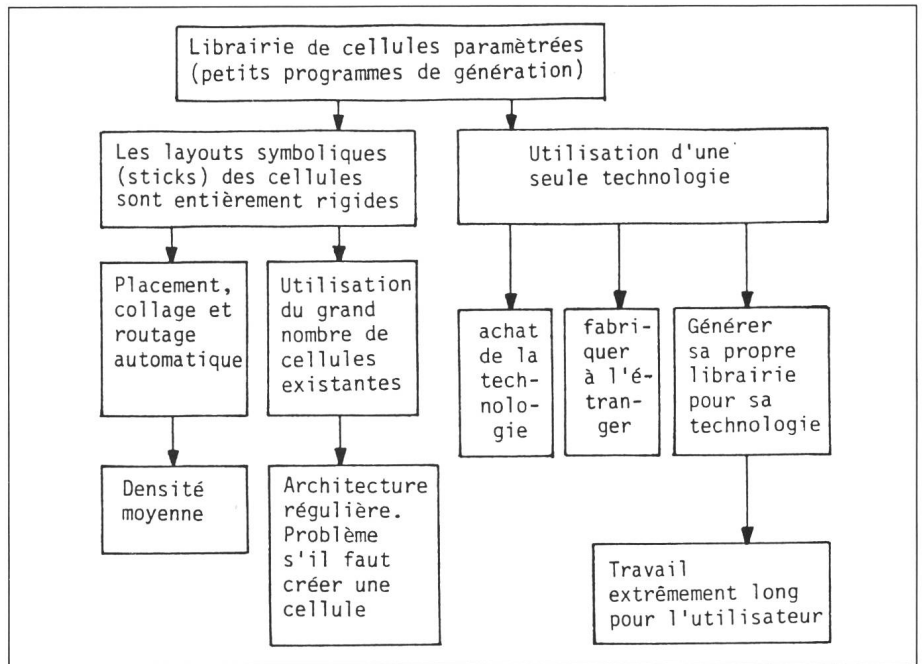 Librairie de cellules paramètrées
(petits programmes de génération)
Les layouts symboliques
(sticks) des cellules
sont entièrement rigides
Utilisation d'une
seule technologie
Placement,
collage et
routage
automatique
Utilisation
du grand
nombre de
cellules
existantes
achat
de la
tech-
nolo-
gie
fabri-
quer
à l'é-
tran-
ger
Générer
sa propre
librairie
pour sa
technologie
Densité
moyenne
Architecture
régulière.
Problème
s'il faut
créer une
cellule
Travail
extrêmement long
pour l'utilisateur